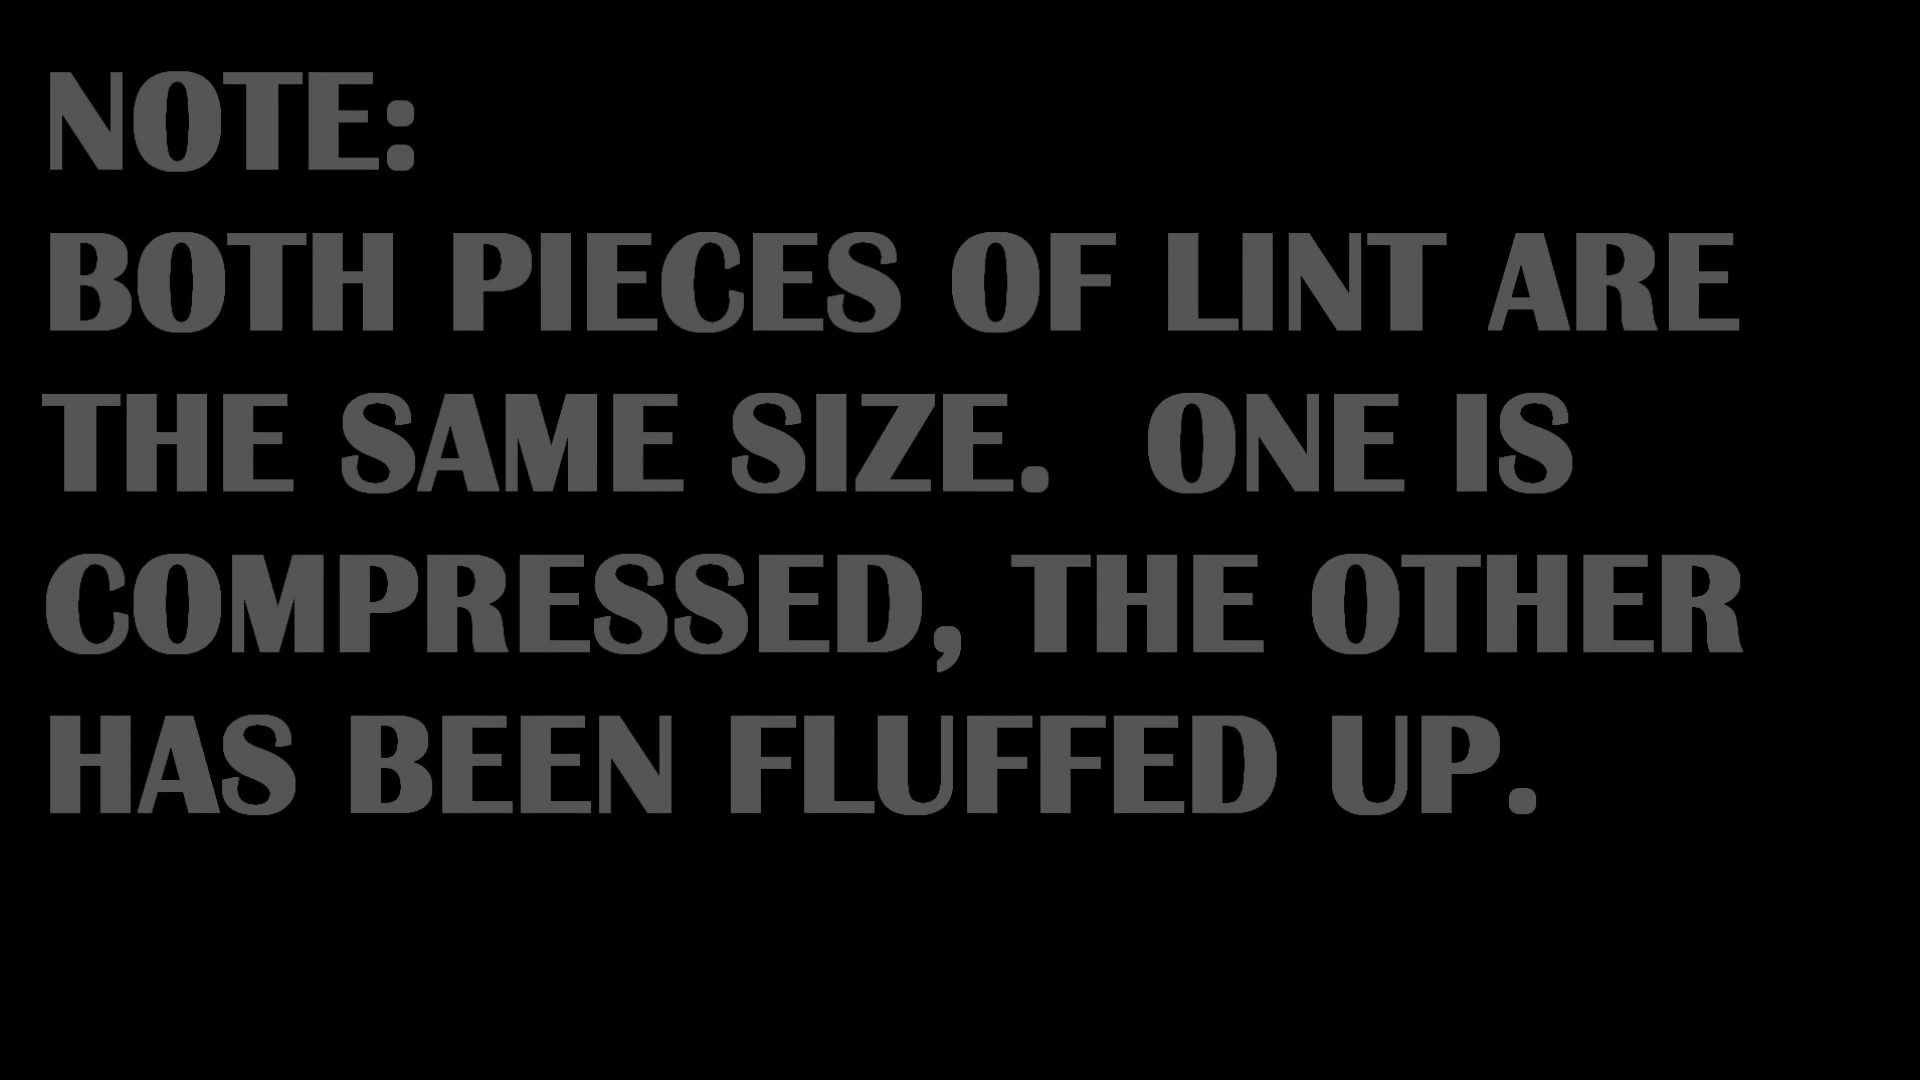 NOTE:
BOTH PIECES OF LINT ARE
THE SAME SIZE.  ONE IS
COMPRESSED, THE OTHER
HAS BEEN FLUFFED UP.